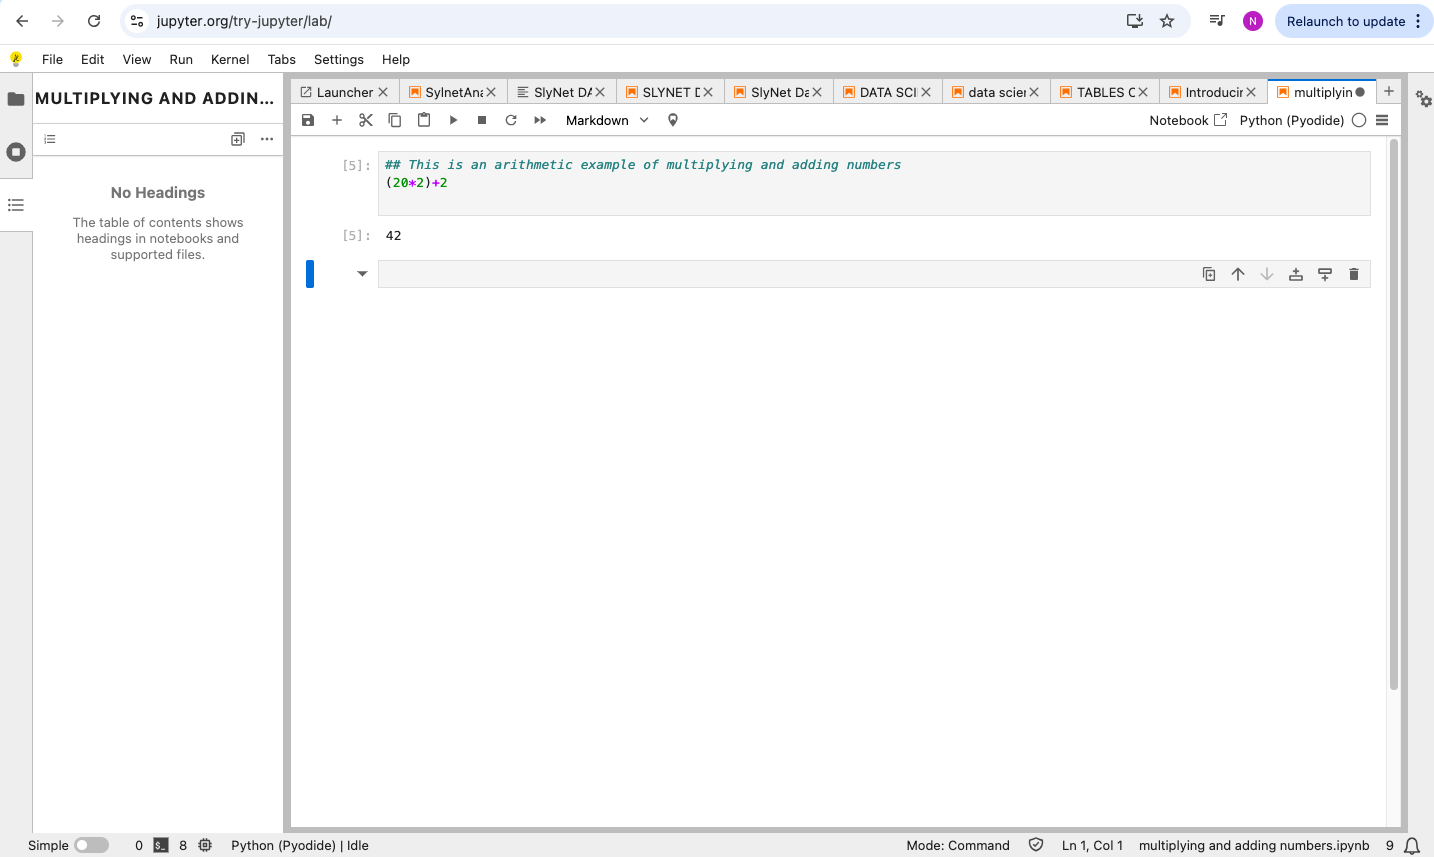 jupyter.org/try-jupyter/lab/
N
Relaunch to update
File Edit View Run Kernel Tabs Settings Help
MULTIPLYING AND ADDIN...
Launcher SylnetAna SlyNet DA SLYNET D SlyNet Da DATA SCI data scien TABLES O Introducin multiplyin
Markdown Notebook Python (Pyodide)
No Headings
The table of contents shows
headings in notebooks and
supported files.
[5]: ## This is an arithmetic example of multiplying and adding numbers
(20*2)+2
[5]: 42
Simple 0 $_ 8 Python (Pyodide) | Idle Mode: Command Ln 1, Col 1 multiplying and adding numbers.ipynb 9